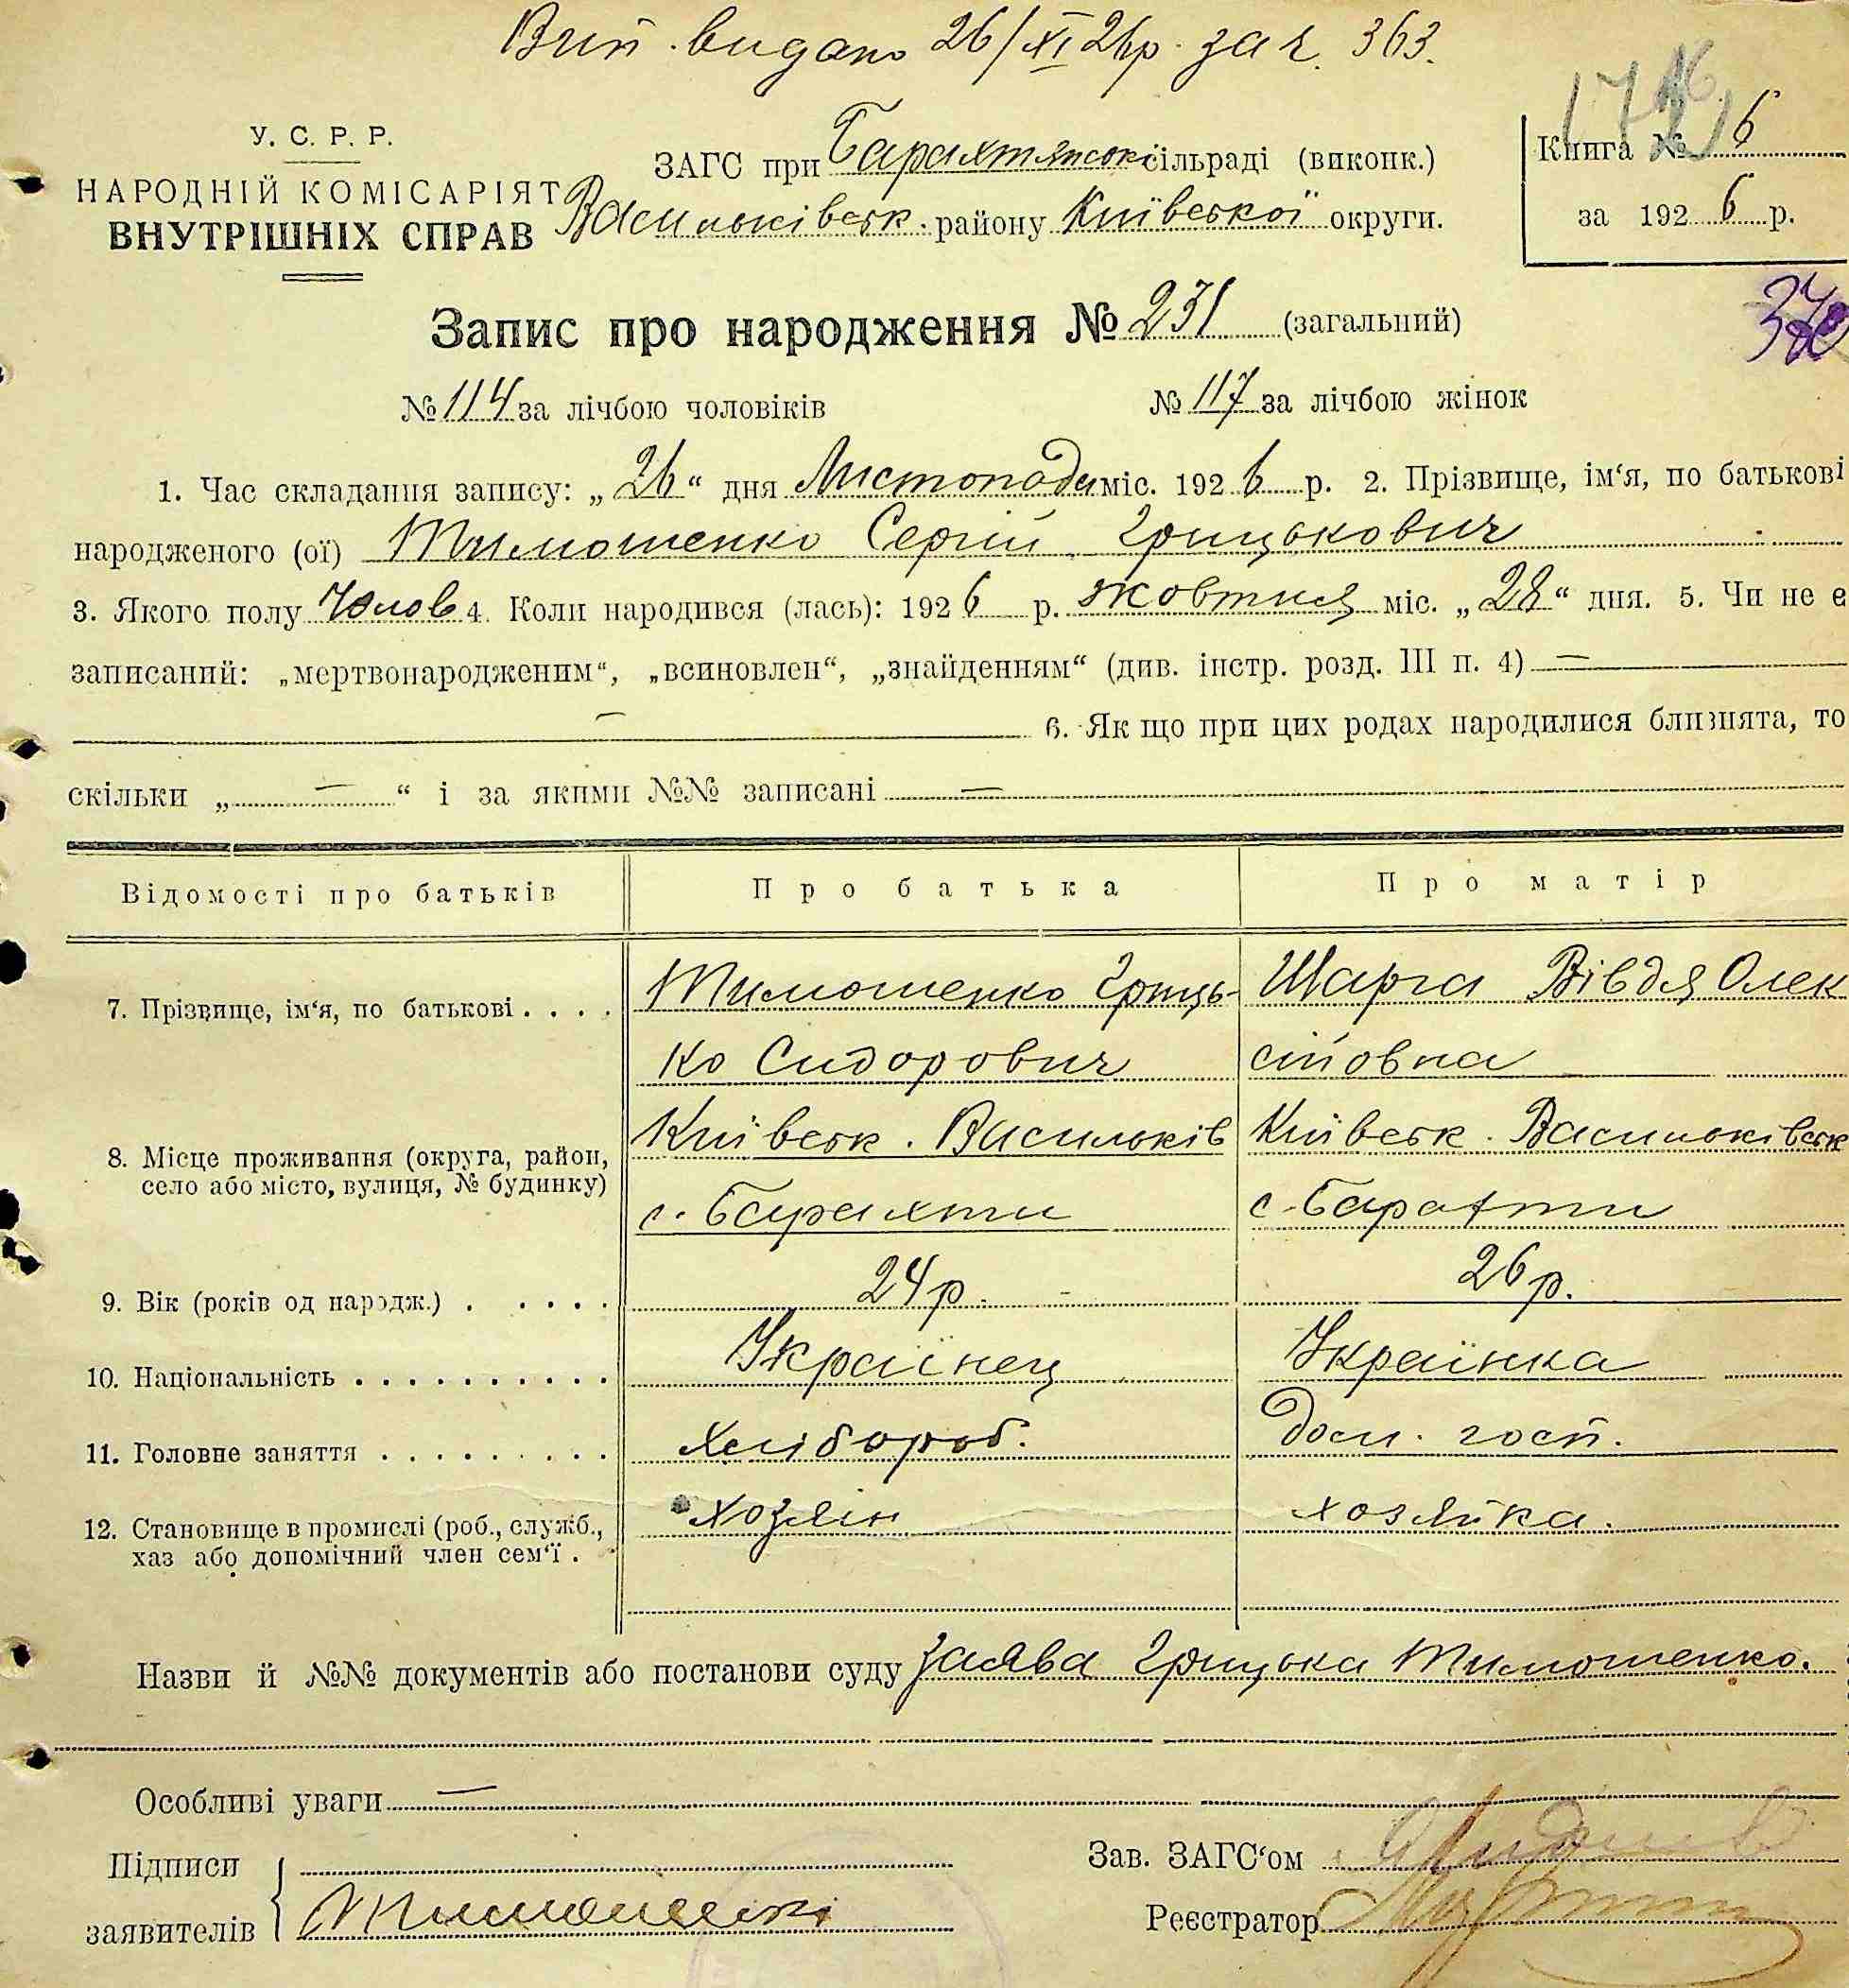 Вип. видано 26/XI 26р. за ч. 363.
У. С. Р. Р.
НАРОДНІЙ КОМІСАРІЯТ
ВНУТРІШНІХ СПРАВ
ЗАГС при Барахтянськ сільраді (виконк.)
Васильківськ. району Київської округи.
Книга № 6
за 1926 р.
Запис про народження № 231 (загальний)
№ 114 за лічбою чоловіків № 117 за лічбою жінок
1. Час складання запису: „26“ дня Листопада міс. 1926 р. 2. Прізвище, ім‘я, по батькові
народженого (ої) Тимошенко Сергій Грицькович
3. Якого полу Чолов 4. Коли народився (лась): 1926 р. жовтня міс. „28“ дня. 5. Чи не є
записаний: „мертвонародженим“, „всиновлен“, „знайденням“ (див. інстр. розд. III п. 4) —
— 6. Як що при цих родах народилися близнята, то
скільки „ — “ і за якими №№ записані —
Відомості про батьків Про батька Про матір
7. Прізвище, ім‘я, по батькові . . . . Тимошенко Грицько Сидорович Шарга Вівдя Олексійовна
8. Місце проживання (округа, район, село або місто, вулиця, № будинку) Київськ. Васильків с. Барахти Київськ. Васильківськ с. Барахти
9. Вік (років од народж.) . . . . . 24 р. 26 р.
10. Національність . . . . . . . . . . Українец Українка
11. Головне заняття . . . . . . . . . Хлібороб. Дом. госп.
12. Становище в промислі (роб., служб., хаз або допомічний член сем‘ї . хозяін хозяйка.
Назви й №№ документів або постанови суду Заява Грицька Тимошенко.
Особливі уваги —
Підписи
заявителів Тимошенко
Зав. ЗАГС‘ом
Реєстратор